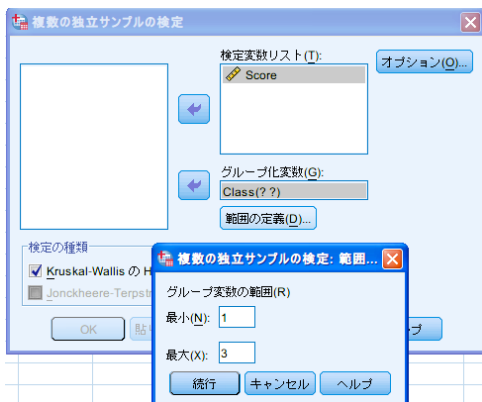 複数の独立サンプルの検定
検定変数リスト(T):
Score
オプション(O)...
グループ化変数(G):
Class(? ?)
範囲の定義(D)...
検定の種類
Kruskal-Wallis の H
Jonckheere-Terpst
OK
複数の独立サンプルの検定: 範囲...
グループ変数の範囲(R)
最小(N): 1
最大(X): 3
続行 キャンセル ヘルプ